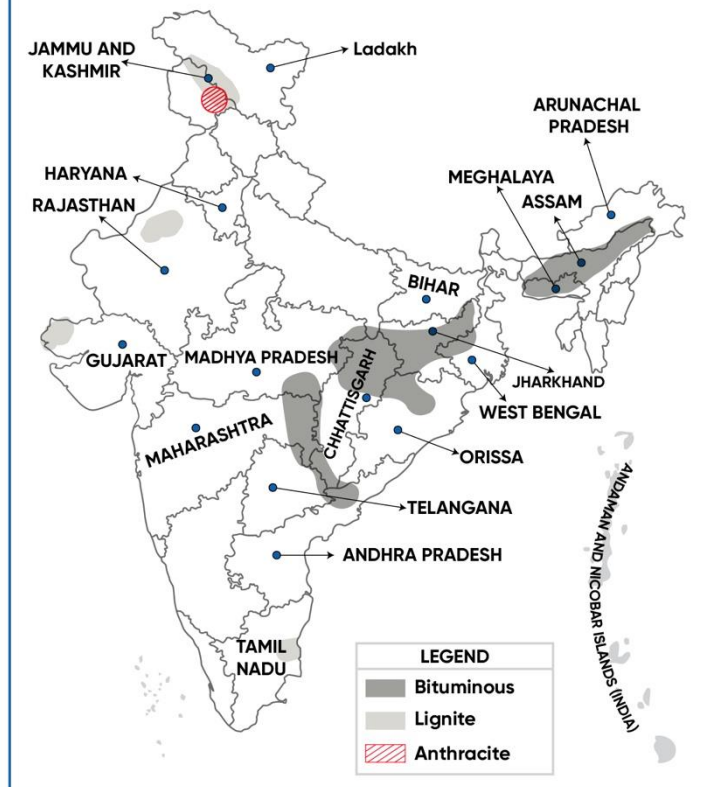 JAMMU AND
KASHMIR
Ladakh
ARUNACHAL
PRADESH
MEGHALAYA
ASSAM
HARYANA
RAJASTHAN
BIHAR
GUJARAT
MADHYA PRADESH
CHHATTISGARH
JHARKHAND
WEST BENGAL
MAHARASHTRA
ORISSA
TELANGANA
ANDHRA PRADESH
ANDAMAN AND NICOBAR ISLANDS (INDIA)
TAMIL
NADU
LEGEND
Bituminous
Lignite
Anthracite